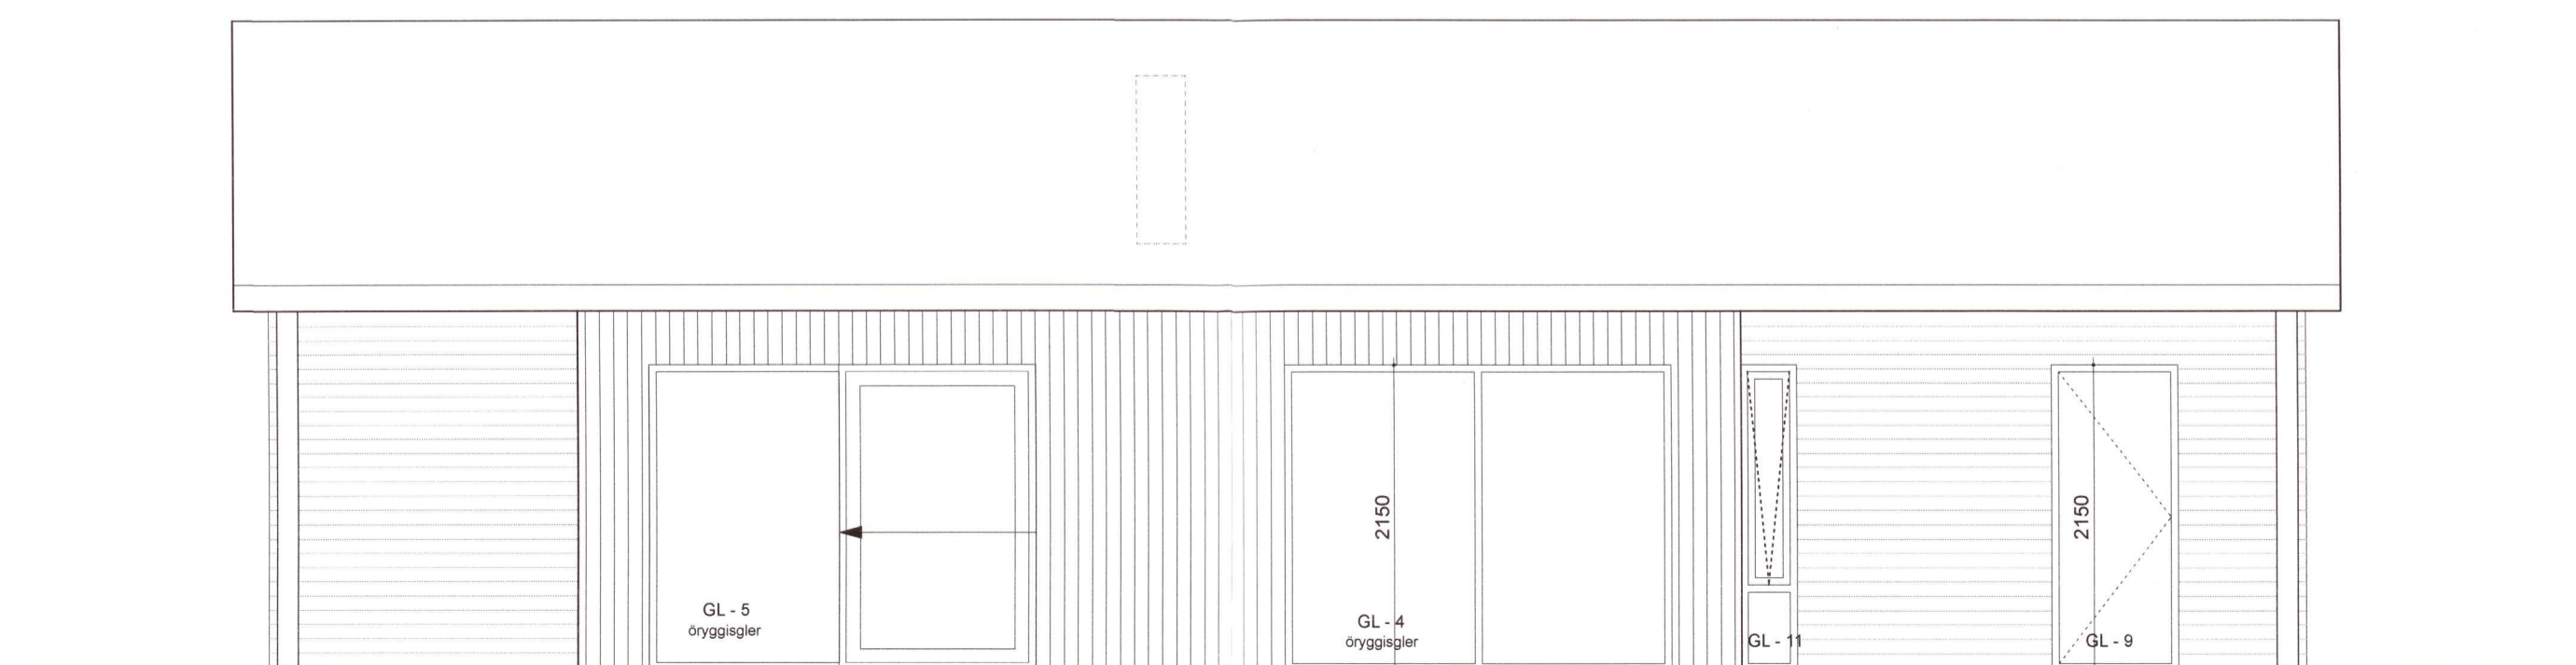 2150
2150
GL - 5
öryggisgler
GL - 4
öryggisgler
GL - 11
GL - 9